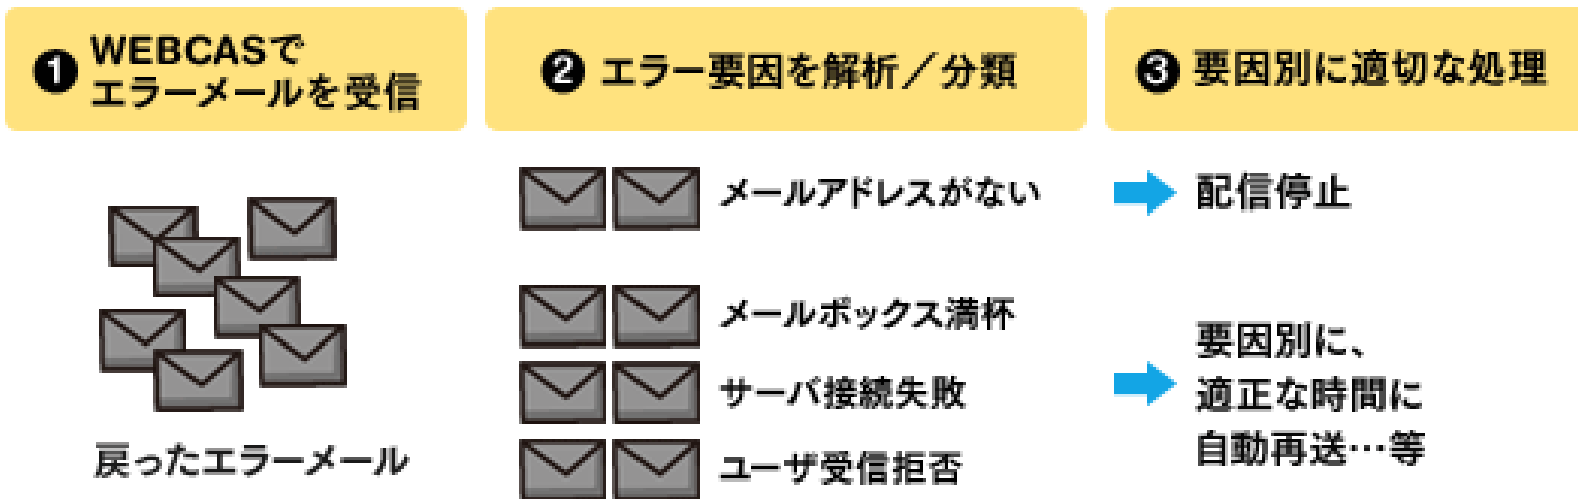 ❶ WEBCASで
エラーメールを受信
❷ エラー要因を解析／分類
❸ 要因別に適切な処理
戻ったエラーメール
メールアドレスがない
配信停止
メールボックス満杯
サーバ接続失敗
ユーザ受信拒否
要因別に、
適正な時間に
自動再送…等